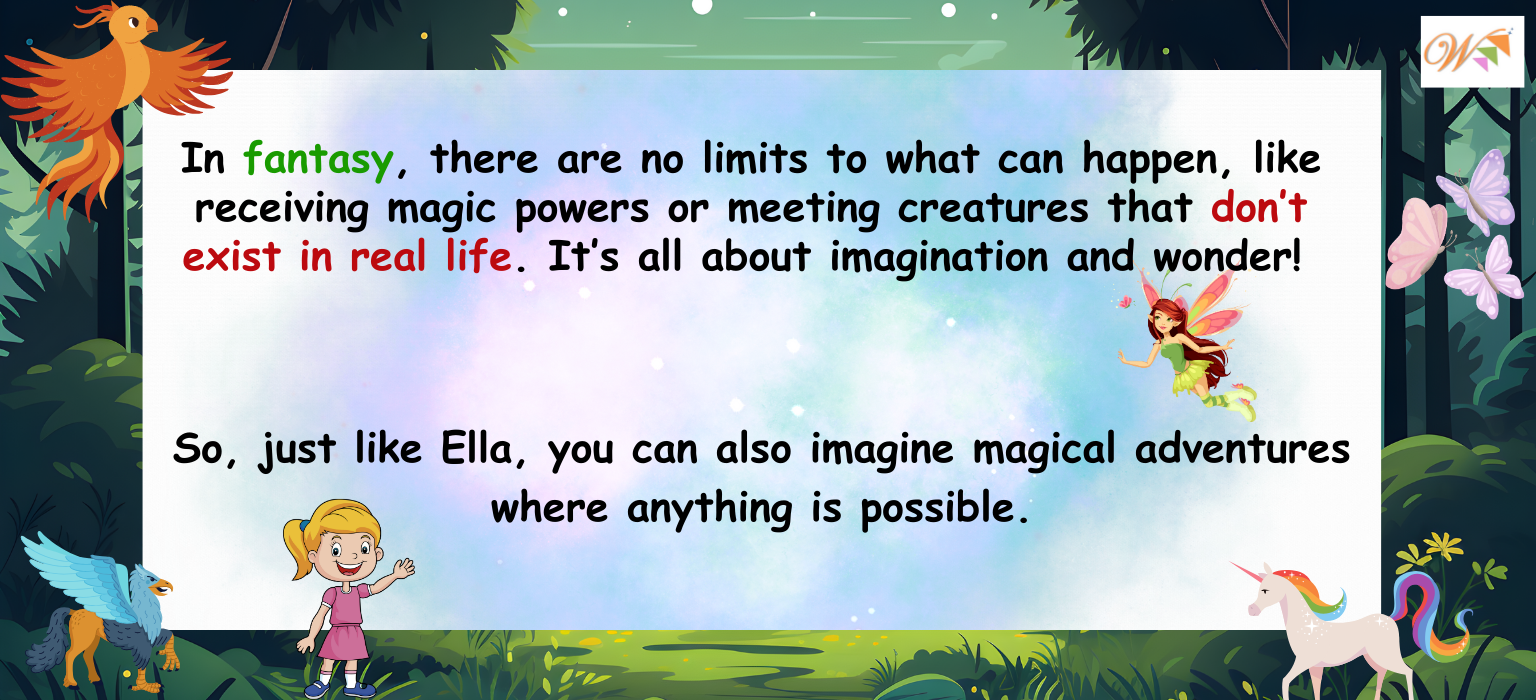 In fantasy, there are no limits to what can happen, like
receiving magic powers or meeting creatures that don't
exist in real life. It's all about imagination and wonder!
So, just like Ella, you can also imagine magical adventures
where anything is possible.
W